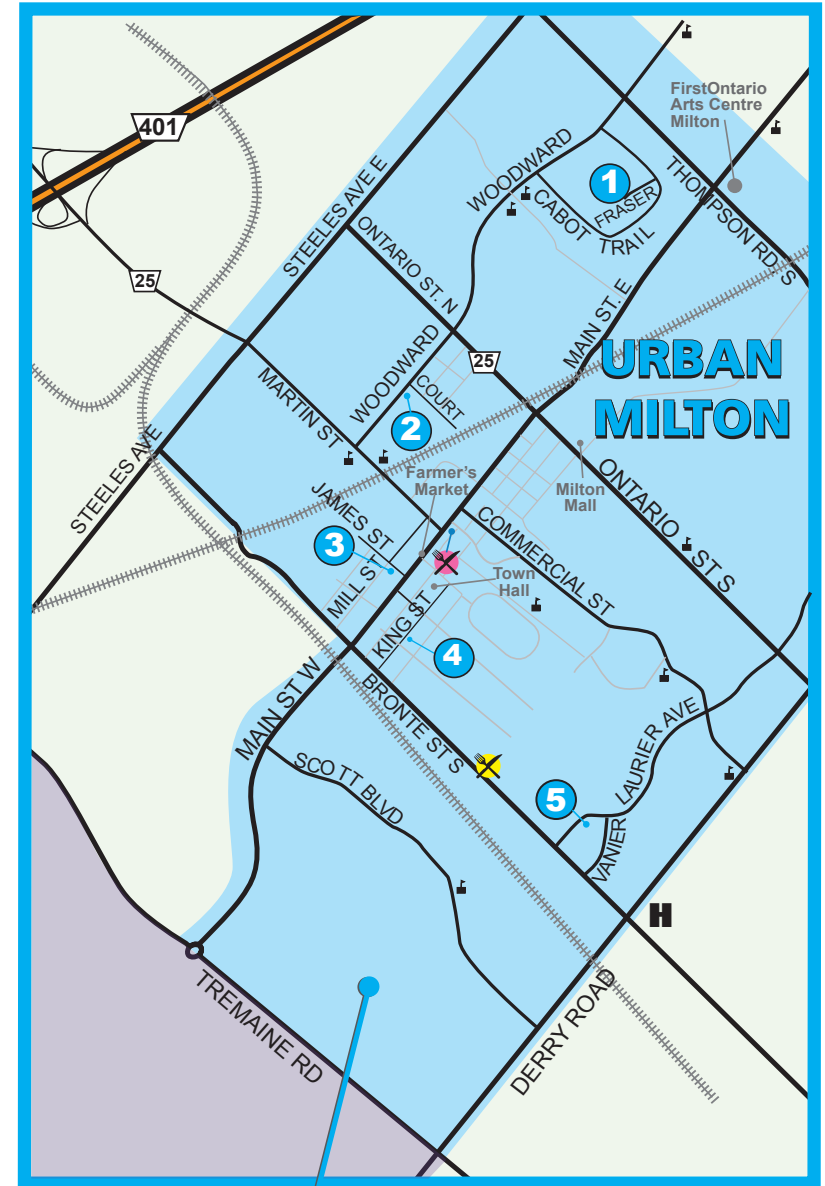 401
FirstOntario
Arts Centre
Milton
WOODWARD
1
FRASER
CABOT TRAIL
THOMPSON RD S
STEELES AVE E
ONTARIO ST. N
25
MAIN ST. E
URBAN
MILTON
25
WOODWARD
COURT
MARTIN ST
2
STEELES AVE
Farmer's
Market
Milton
Mall
ONTARIO ST S
JAMES ST
3
MILL ST
COMMERCIAL ST
Town
Hall
KING ST
4
MAIN ST W
BRONTE ST S
LAURIER AVE
SCOTT BLVD
5
VANIER
H
TREMAINE RD
DERRY ROAD